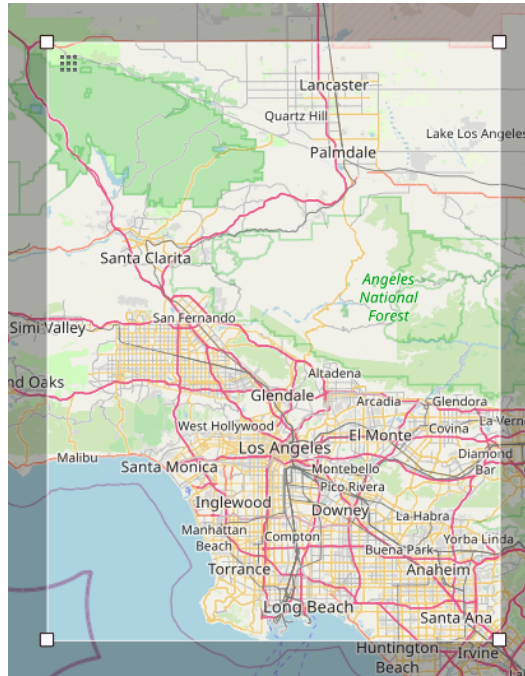 Lancaster
Quartz Hill
Lake Los Angeles
Palmdale
Santa Clarita
Angeles
National
Forest
San Fernando
Simi Valley
Altadena
nd Oaks
Glendale
Arcadia
Glendora
West Hollywood
La Verne
Covina
El Monte
Los Angeles
Malibu
Diamond
Bar
Santa Monica
Montebello
Pico Rivera
Inglewood
Downey
La Habra
Manhattan
Beach
Compton
Yorba Linda
Buena Park
Torrance
Anaheim
Long Beach
Santa Ana
Huntington
Beach
Irvine